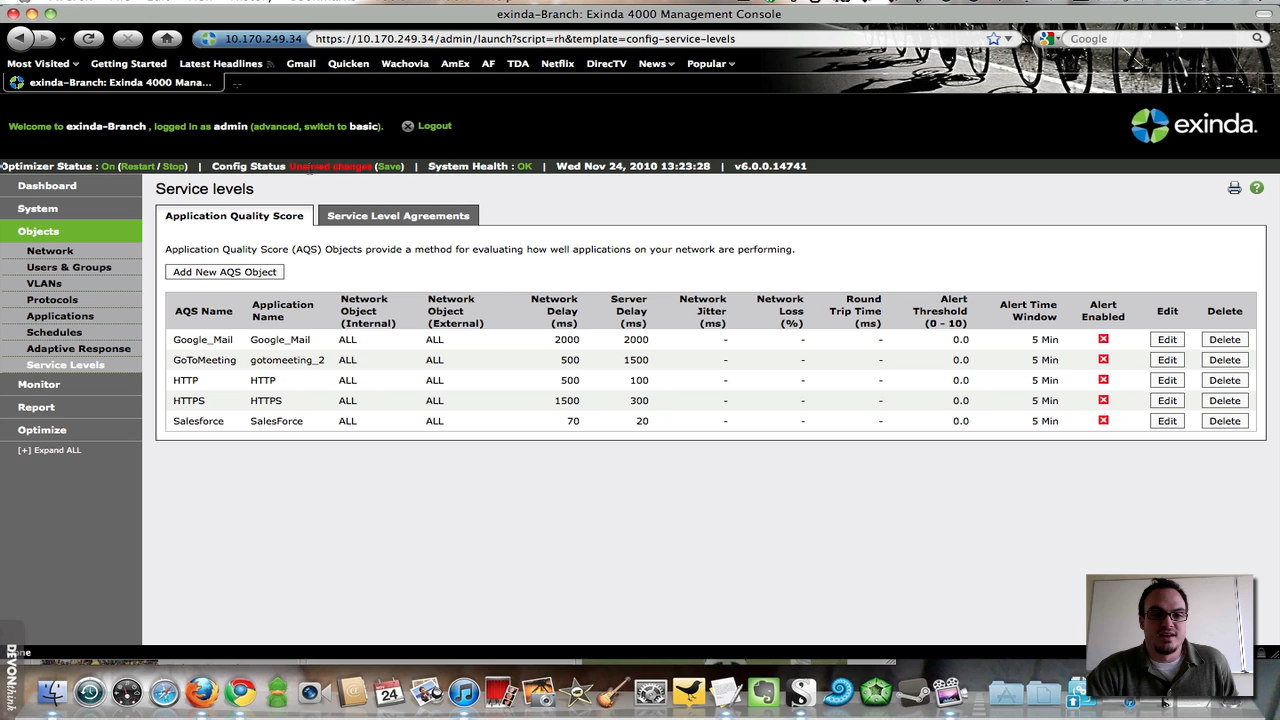 exinda-Branch: Exinda 4000 Management Console
10.170.249.34 https://10.170.249.34/admin/launch?script=rh&template=config-service-levels Google
Most Visited Getting Started Latest Headlines Gmail Quicken Wachovia AmEx AF TDA Netflix DirecTV News Popular
exinda-Branch: Exinda 4000 Mana...
Welcome to exinda-Branch , logged in as admin (advanced, switch to basic). Logout
exinda.
Optimizer Status : On (Restart / Stop) | Config Status Unsaved changes (Save) | System Health : OK | Wed Nov 24, 2010 13:23:28 | v6.0.0.14741
Dashboard
System
Objects
Network
Users & Groups
VLANs
Protocols
Applications
Schedules
Adaptive Response
Service Levels
Monitor
Report
Optimize
[+] Expand ALL
Service levels
Application Quality Score Service Level Agreements
Application Quality Score (AQS) Objects provide a method for evaluating how well applications on your network are performing.
Add New AQS Object
AQS Name Application Name Network Object (Internal) Network Object (External) Network Delay (ms) Server Delay (ms) Network Jitter (ms) Network Loss (%) Round Trip Time (ms) Alert Threshold (0 - 10) Alert Time Window Alert Enabled Edit Delete
Google_Mail Google_Mail ALL ALL 2000 2000 - - - 0.0 5 Min Edit Delete
GoToMeeting gotomeeting_2 ALL ALL 500 1500 - - - 0.0 5 Min Edit Delete
HTTP HTTP ALL ALL 500 100 - - - 0.0 5 Min Edit Delete
HTTPS HTTPS ALL ALL 1500 300 - - - 0.0 5 Min Edit Delete
Salesforce SalesForce ALL ALL 70 20 - - - 0.0 5 Min Edit Delete
DEVONthink
24